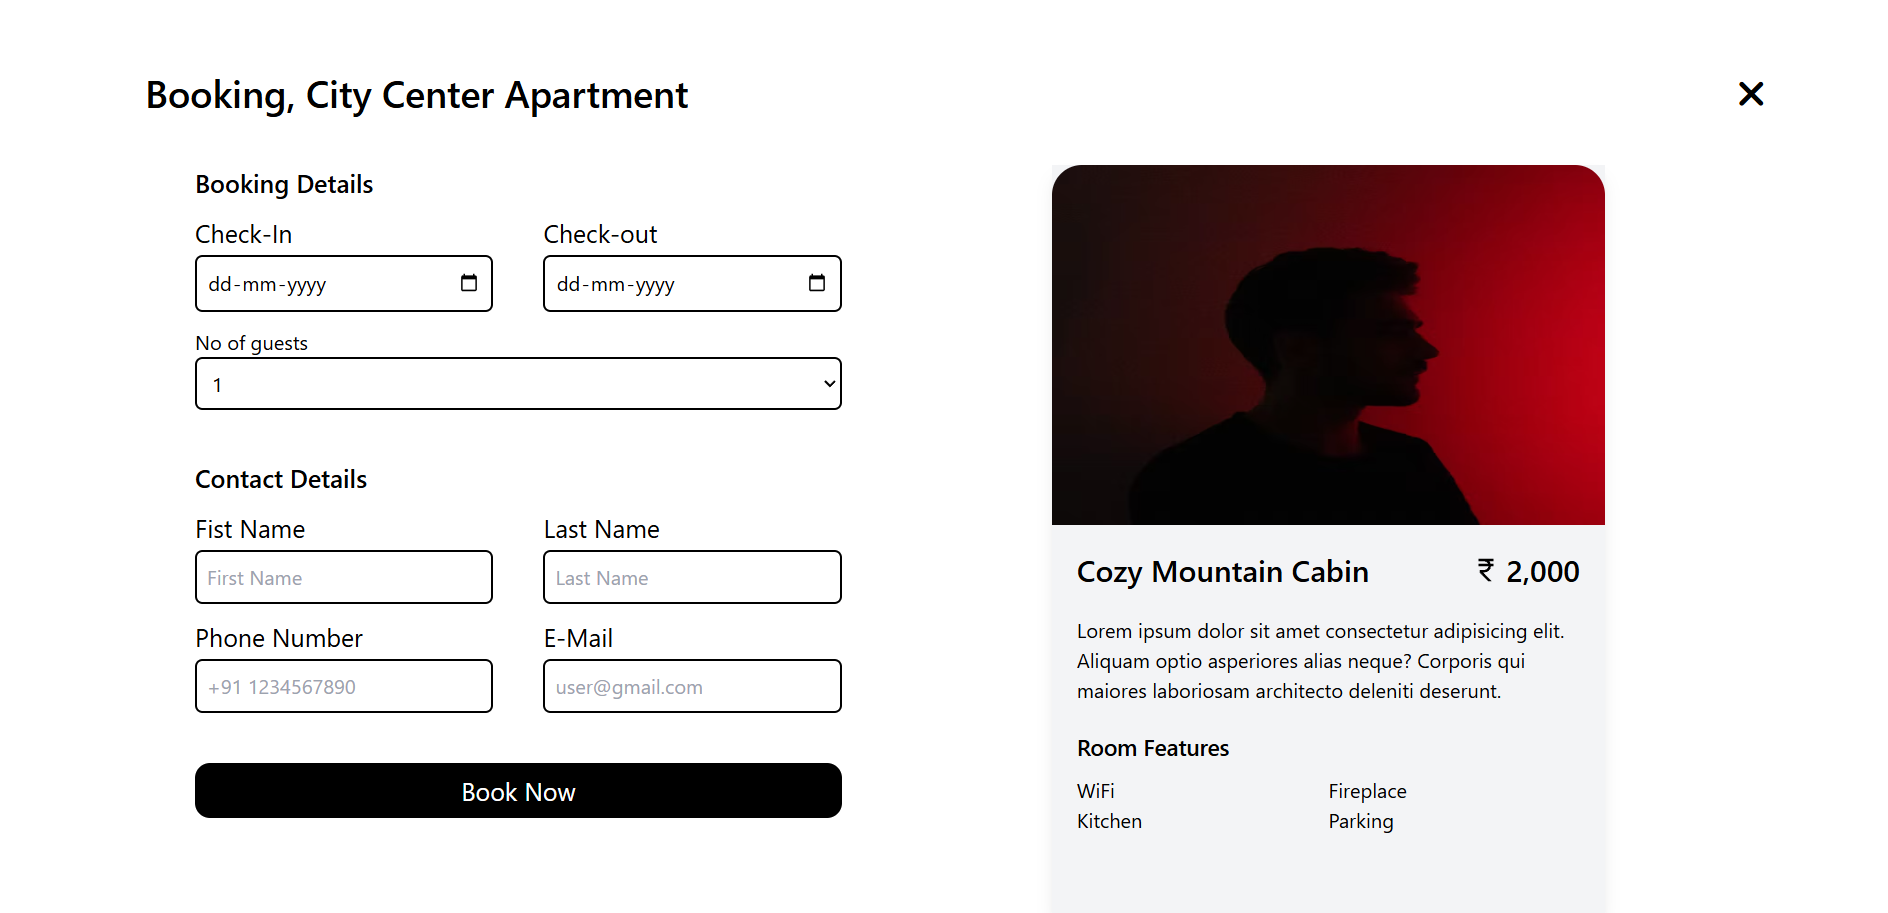 Booking, City Center Apartment
Booking Details
Check-In
Check-out
dd-mm-yyyy
dd-mm-yyyy
No of guests
1
Contact Details
Fist Name
Last Name
First Name
Last Name
Phone Number
E-Mail
+91 1234567890
user@gmail.com
Book Now
Cozy Mountain Cabin
₹ 2,000
Lorem ipsum dolor sit amet consectetur adipisicing elit.
Aliquam optio asperiores alias neque? Corporis qui
maiores laboriosam architecto deleniti deserunt.
Room Features
WiFi
Fireplace
Kitchen
Parking